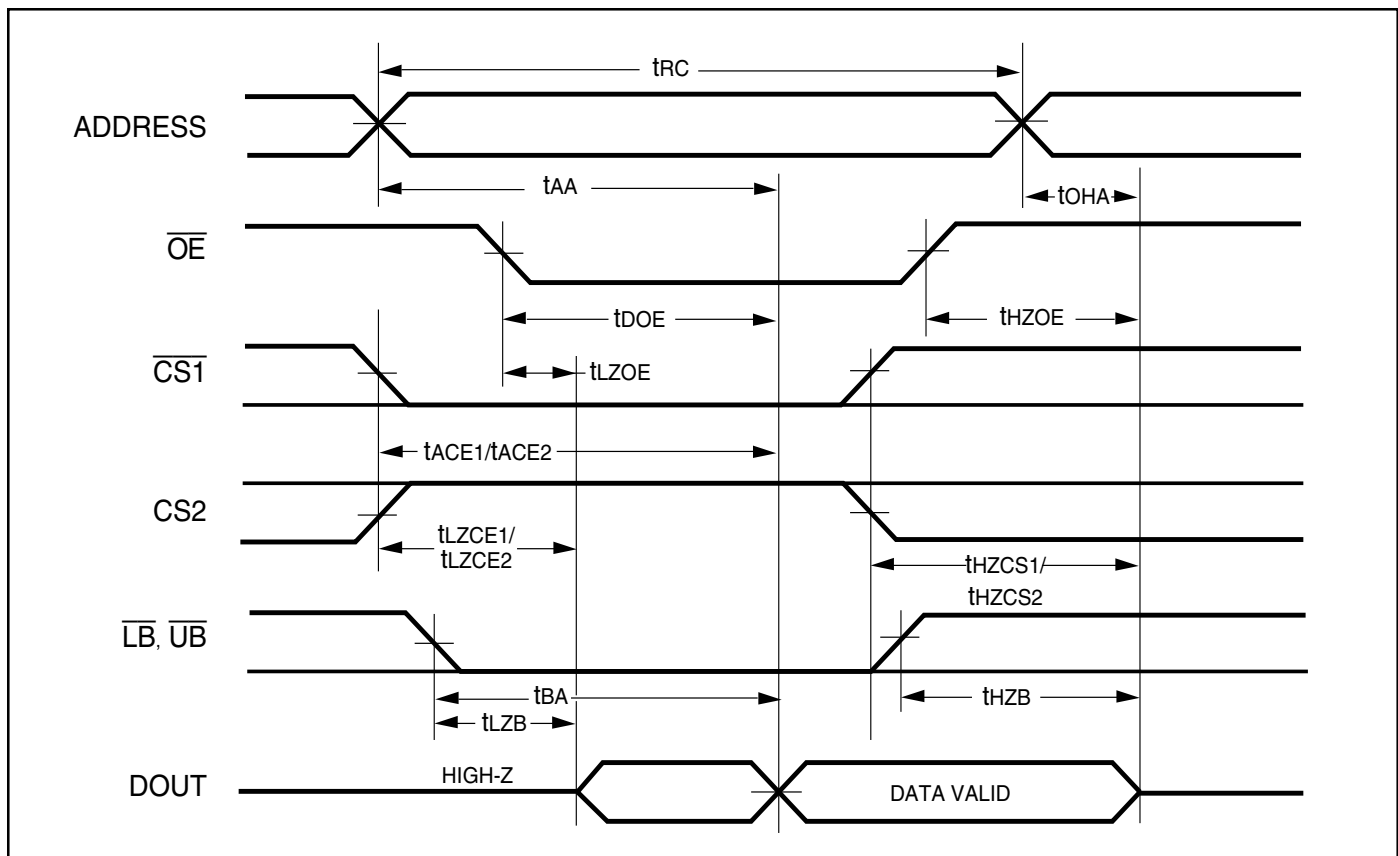 tRC
ADDRESS
tAA
tOHA
OE
tDOE
tHZOE
CS1
tLZOE
tACE1/tACE2
CS2
tLZCE1/
tLZCE2
tHZCS1/
tHZCS2
LB, UB
tBA
tHZB
tLZB
HIGH-Z
DOUT
DATA VALID